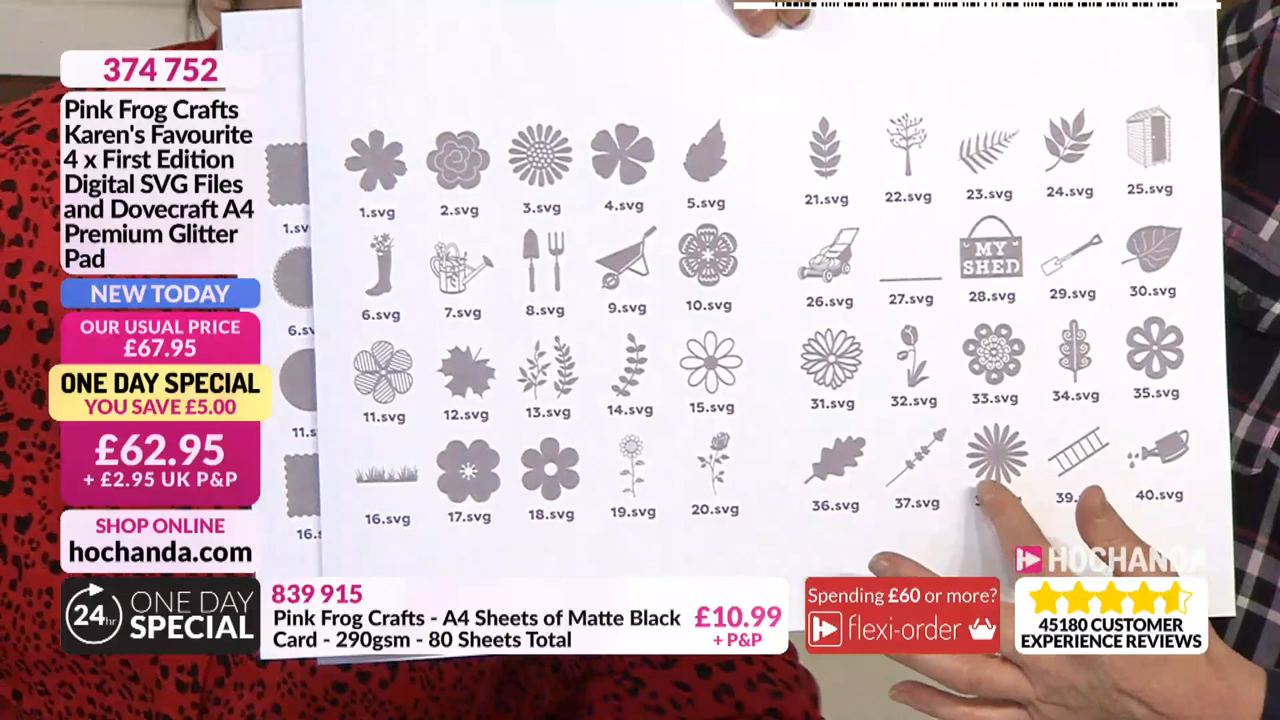 374 752
Pink Frog Crafts
Karen's Favourite
4 x First Edition
Digital SVG Files
and Dovecraft A4
Premium Glitter
Pad
NEW TODAY
OUR USUAL PRICE
£67.95
ONE DAY SPECIAL
YOU SAVE £5.00
£62.95
+ £2.95 UK P&P
SHOP ONLINE
hochanda.com
24hr ONE DAY SPECIAL
1.svg 2.svg 3.svg 4.svg 5.svg 21.svg 22.svg 23.svg 24.svg 25.svg
MY
SHED
6.svg 7.svg 8.svg 9.svg 10.svg 26.svg 27.svg 28.svg 29.svg 30.svg
11.svg 12.svg 13.svg 14.svg 15.svg 31.svg 32.svg 33.svg 34.svg 35.svg
16.svg 17.svg 18.svg 19.svg 20.svg 36.svg 37.svg 39. 40.svg
HOCHANDA
839 915
Pink Frog Crafts - A4 Sheets of Matte Black
Card - 290gsm - 80 Sheets Total
£10.99
+ P&P
Spending £60 or more?
flexi-order
45180 CUSTOMER
EXPERIENCE REVIEWS